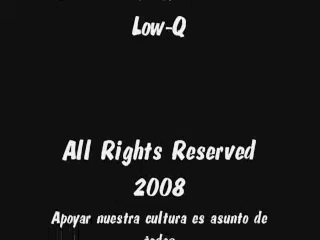 Low-Q
All Rights Reserved
2008
Apoyar nuestra cultura es asunto de